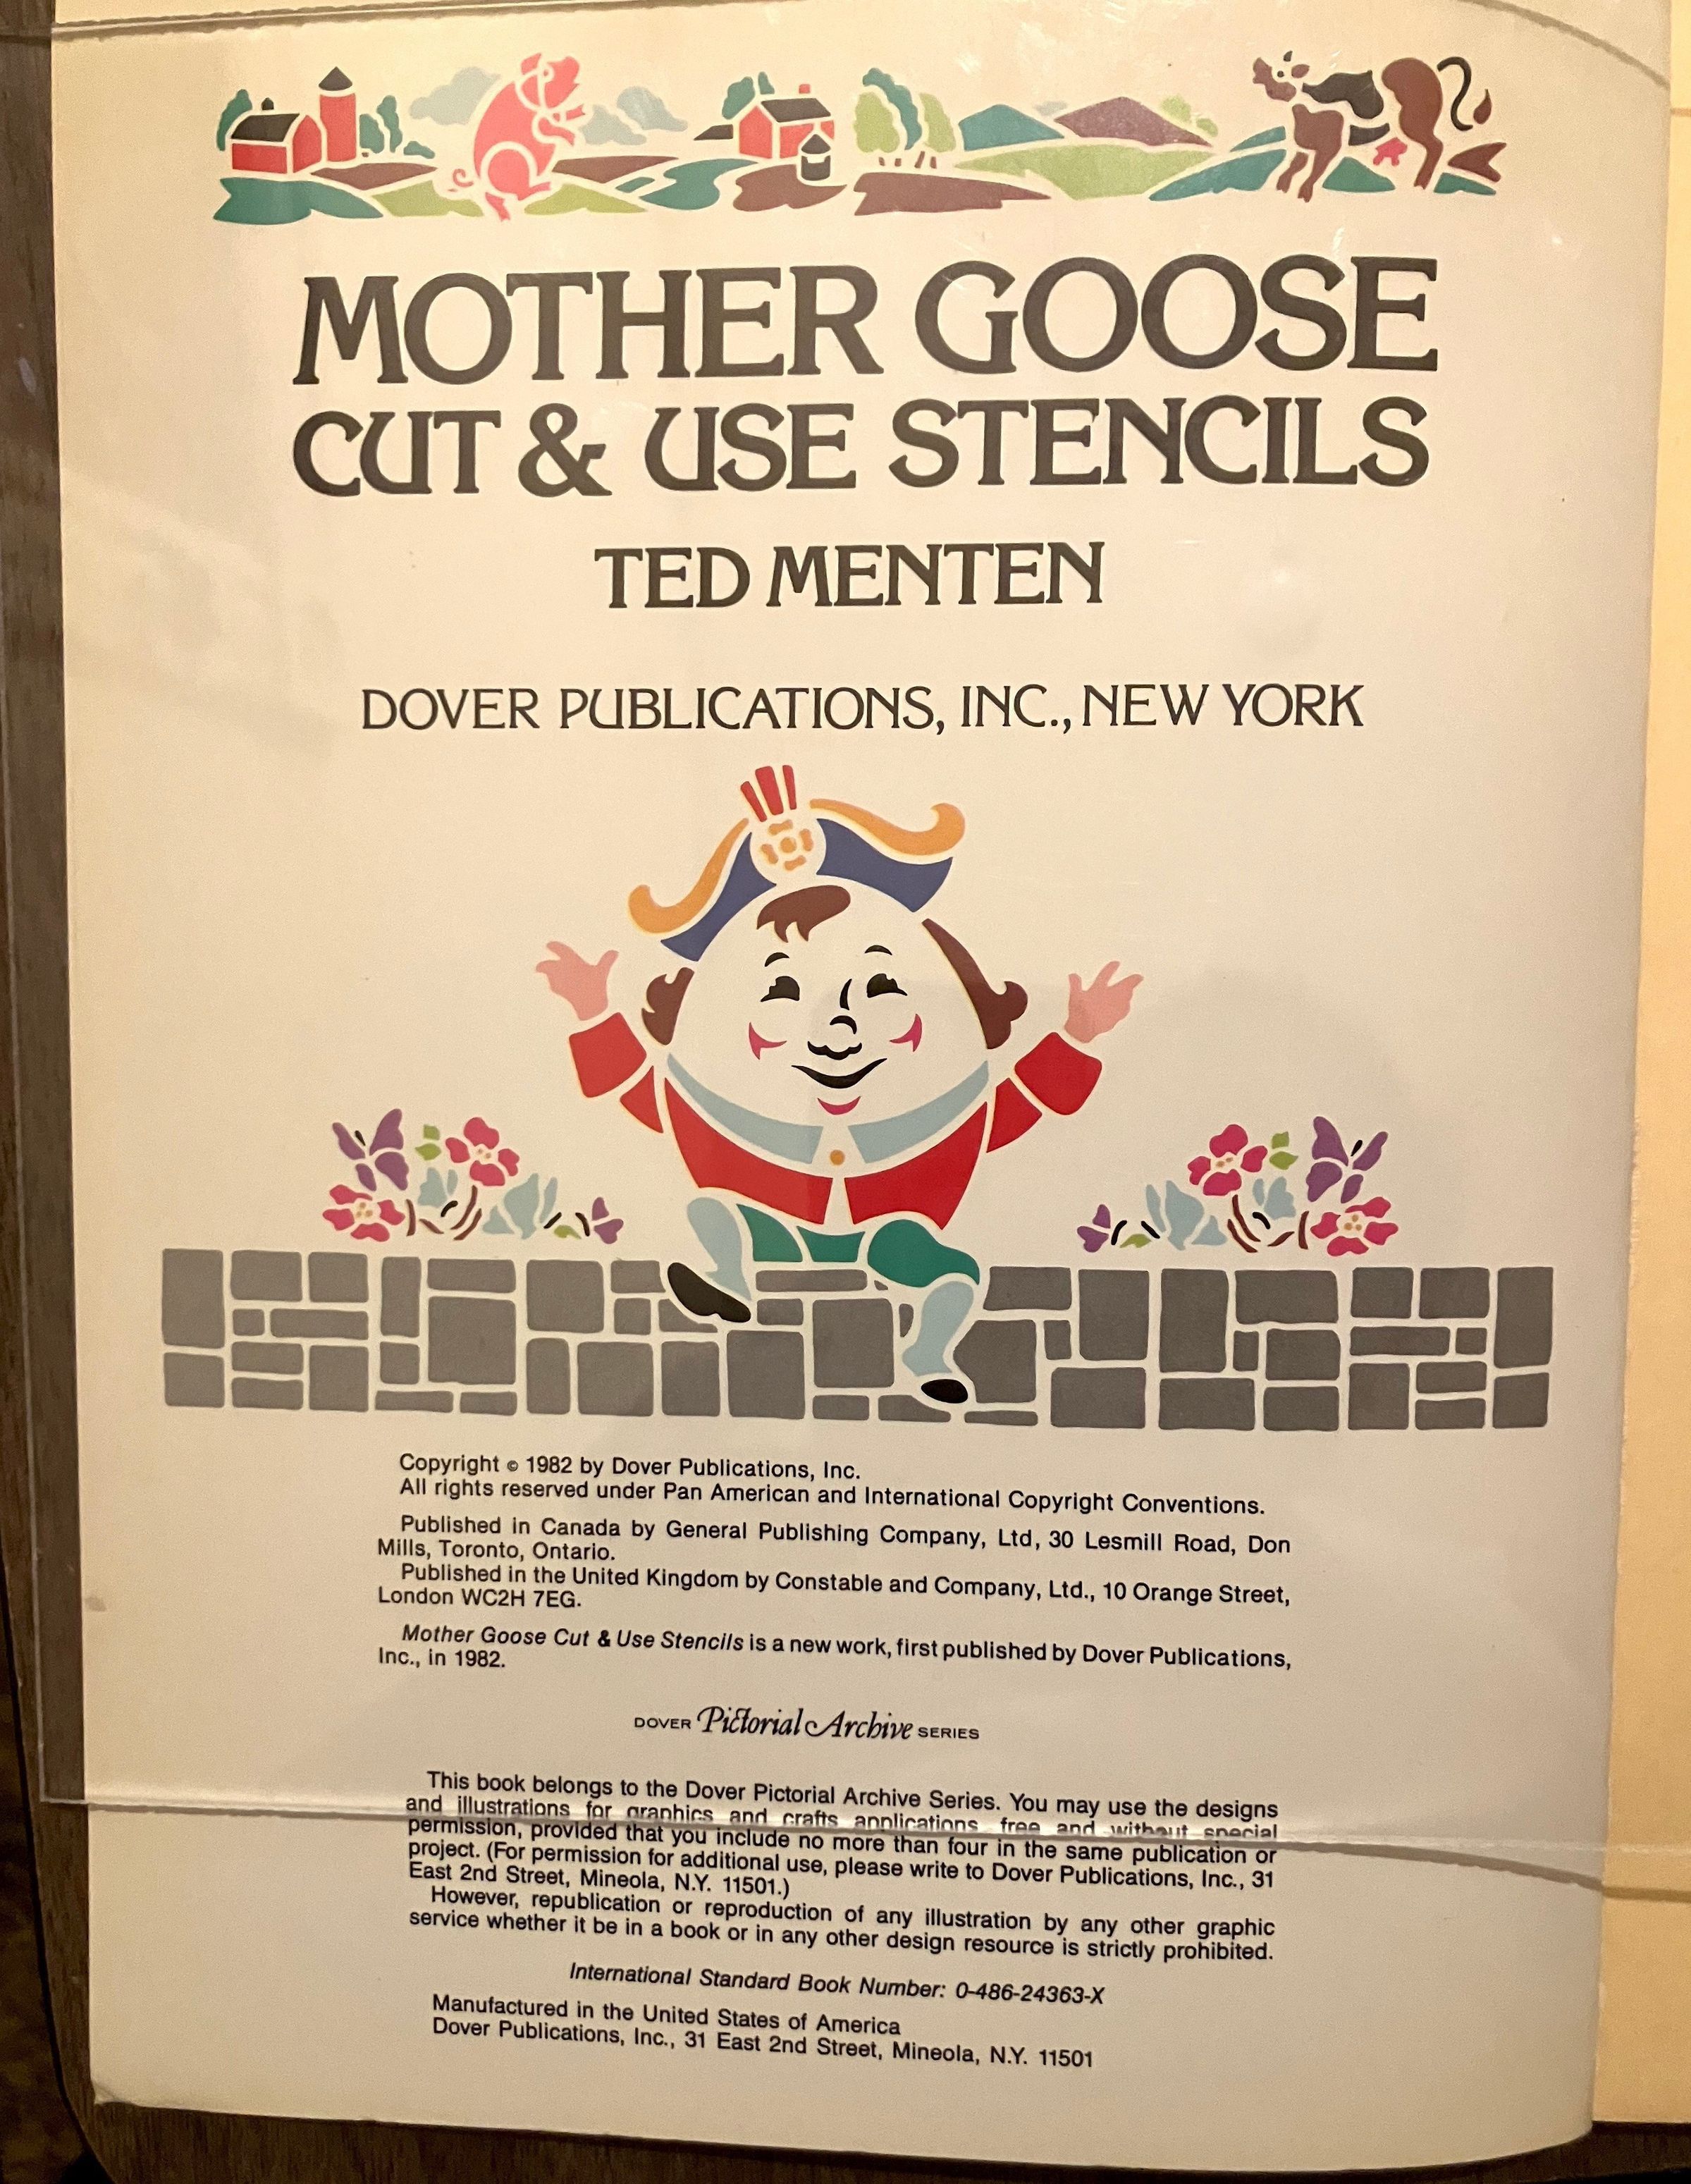 MOTHER GOOSE
CUT & USE STENCILS
TED MENTEN
DOVER PUBLICATIONS, INC., NEW YORK
Copyright © 1982 by Dover Publications, Inc.
All rights reserved under Pan American and International Copyright Conventions.
Published in Canada by General Publishing Company, Ltd, 30 Lesmill Road, Don
Mills, Toronto, Ontario.
Published in the United Kingdom by Constable and Company, Ltd., 10 Orange Street,
London WC2H 7EG.
Mother Goose Cut & Use Stencils is a new work, first published by Dover Publications,
Inc., in 1982.
DOVER Pictorial Archive SERIES
This book belongs to the Dover Pictorial Archive Series. You may use the designs
and illustrations for graphics and crafts applications, free and without special
permission, provided that you include no more than four in the same publication or
project. (For permission for additional use, please write to Dover Publications, Inc., 31
East 2nd Street, Mineola, N.Y. 11501.)
However, republication or reproduction of any illustration by any other graphic
service whether it be in a book or in any other design resource is strictly prohibited.
International Standard Book Number: 0-486-24363-X
Manufactured in the United States of America
Dover Publications, Inc., 31 East 2nd Street, Mineola, N.Y. 11501